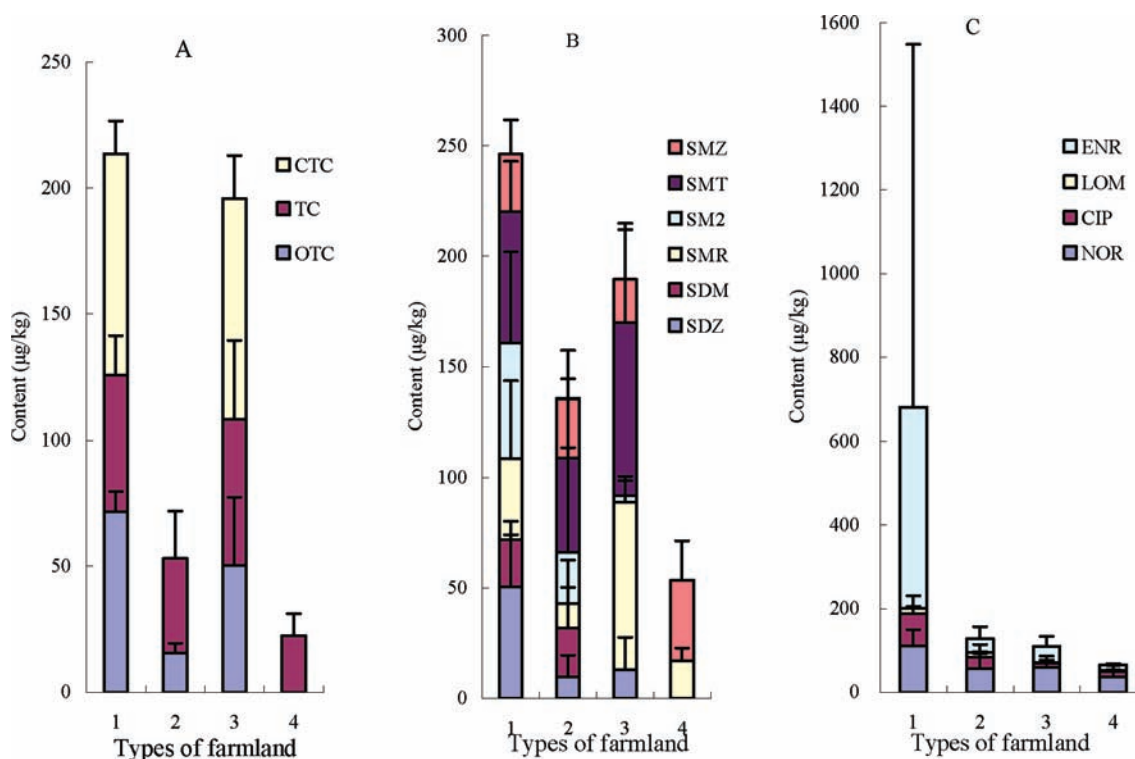 A
250
200
150
100
50
0
Content (µg/kg)
CTC
TC
OTC
1 2 3 4
Types of farmland
B
300
250
200
150
100
50
0
Content (µg/kg)
SMZ
SMT
SM2
SMR
SDM
SDZ
1 2 3 4
Types of farmland
C
1600
1400
1200
1000
800
600
400
200
0
Content (µg/kg)
ENR
LOM
CIP
NOR
1 2 3 4
Types of farmland